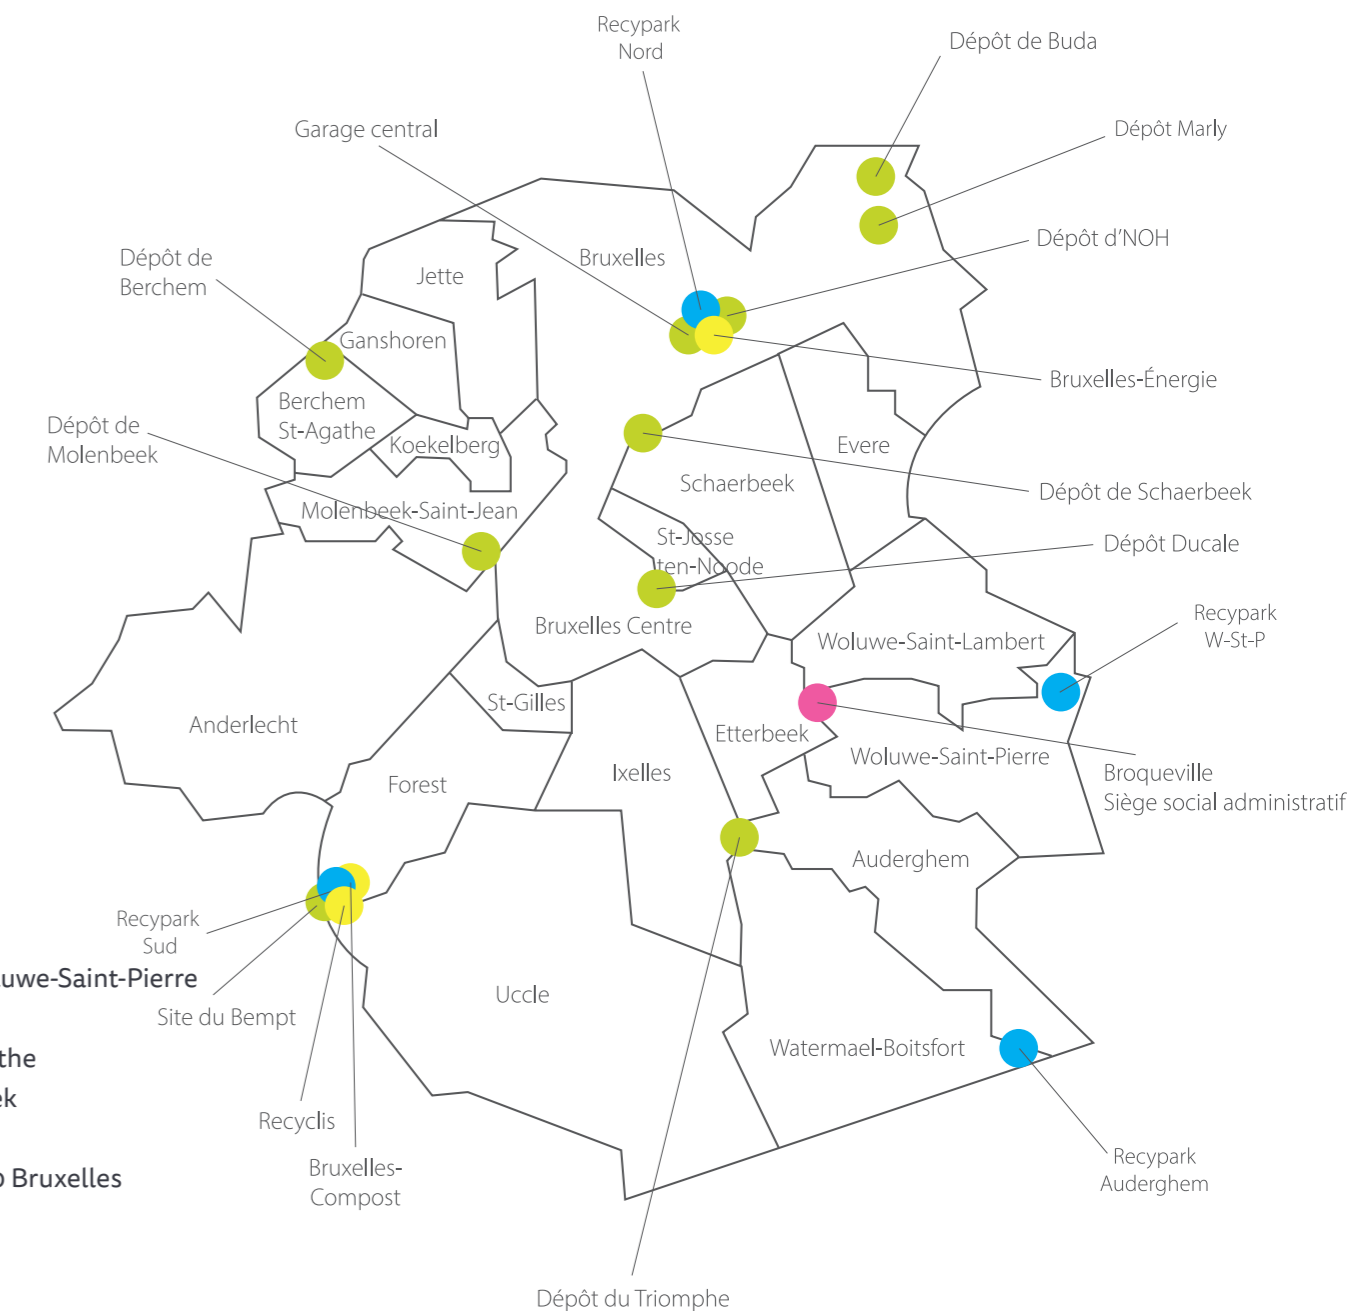 Recypark
Nord
Dépôt de Buda
Garage central
Dépôt Marly
Dépôt d'NOH
Dépôt de
Berchem
Bruxelles
Jette
Ganshoren
Bruxelles-Énergie
Berchem
St-Agathe
Dépôt de
Molenbeek
Koekelberg
Evere
Schaerbeek
Dépôt de Schaerbeek
Molenbeek-Saint-Jean
St-Josse
ten-Noode
Dépôt Ducale
Bruxelles Centre
Woluwe-Saint-Lambert
Recypark
W-St-P
St-Gilles
Anderlecht
Etterbeek
Woluwe-Saint-Pierre
Ixelles
Forest
Broqueville
Siège social administratif
Auderghem
Recypark
Sud
uwe-Saint-Pierre
Uccle
Site du Bempt
Watermael-Boitsfort
the
ek
Recyclis
Bruxelles-
Compost
Recypark
Auderghem
Bruxelles
Dépôt du Triomphe